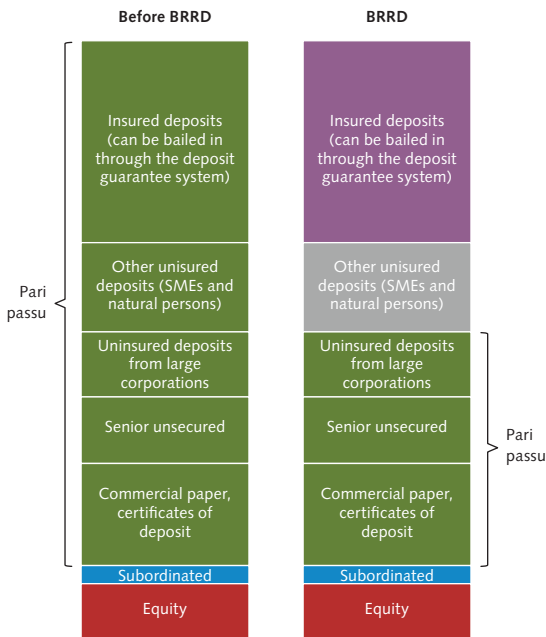 Before BRRD
Insured deposits
(can be bailed in
through the deposit
guarantee system)
Other unisured
deposits (SMEs and
natural persons)
Uninsured deposits
from large
corporations
Senior unsecured
Commercial paper,
certificates of
deposit
Subordinated
Equity
Pari
passu
BRRD
Insured deposits
(can be bailed in
through the deposit
guarantee system)
Other unisured
deposits (SMEs and
natural persons)
Uninsured deposits
from large
corporations
Senior unsecured
Commercial paper,
certificates of
deposit
Subordinated
Equity
Pari
passu